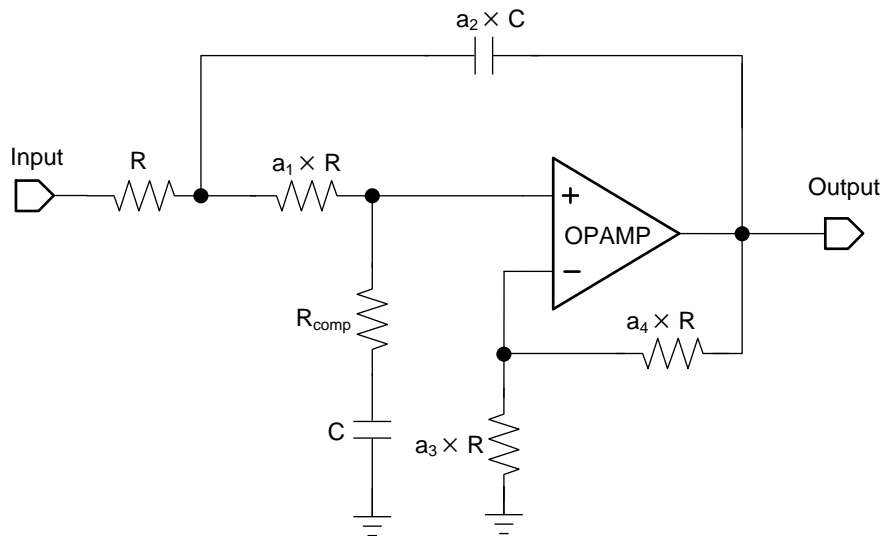 a₂ × C
Input
R
a₁ × R
Output
+
OPAMP
−
R_comp
a₄ × R
C
a₃ × R